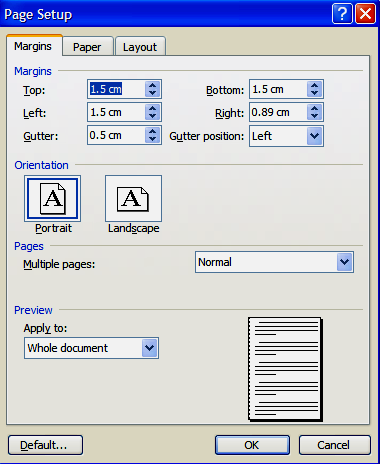 Page Setup
Margins Paper Layout
Margins
Top: 1.5 cm Bottom: 1.5 cm
Left: 1.5 cm Right: 0.89 cm
Gutter: 0.5 cm Gutter position: Left
Orientation
A A
Portrait Landscape
Pages
Multiple pages: Normal
Preview
Apply to:
Whole document
Default... OK Cancel